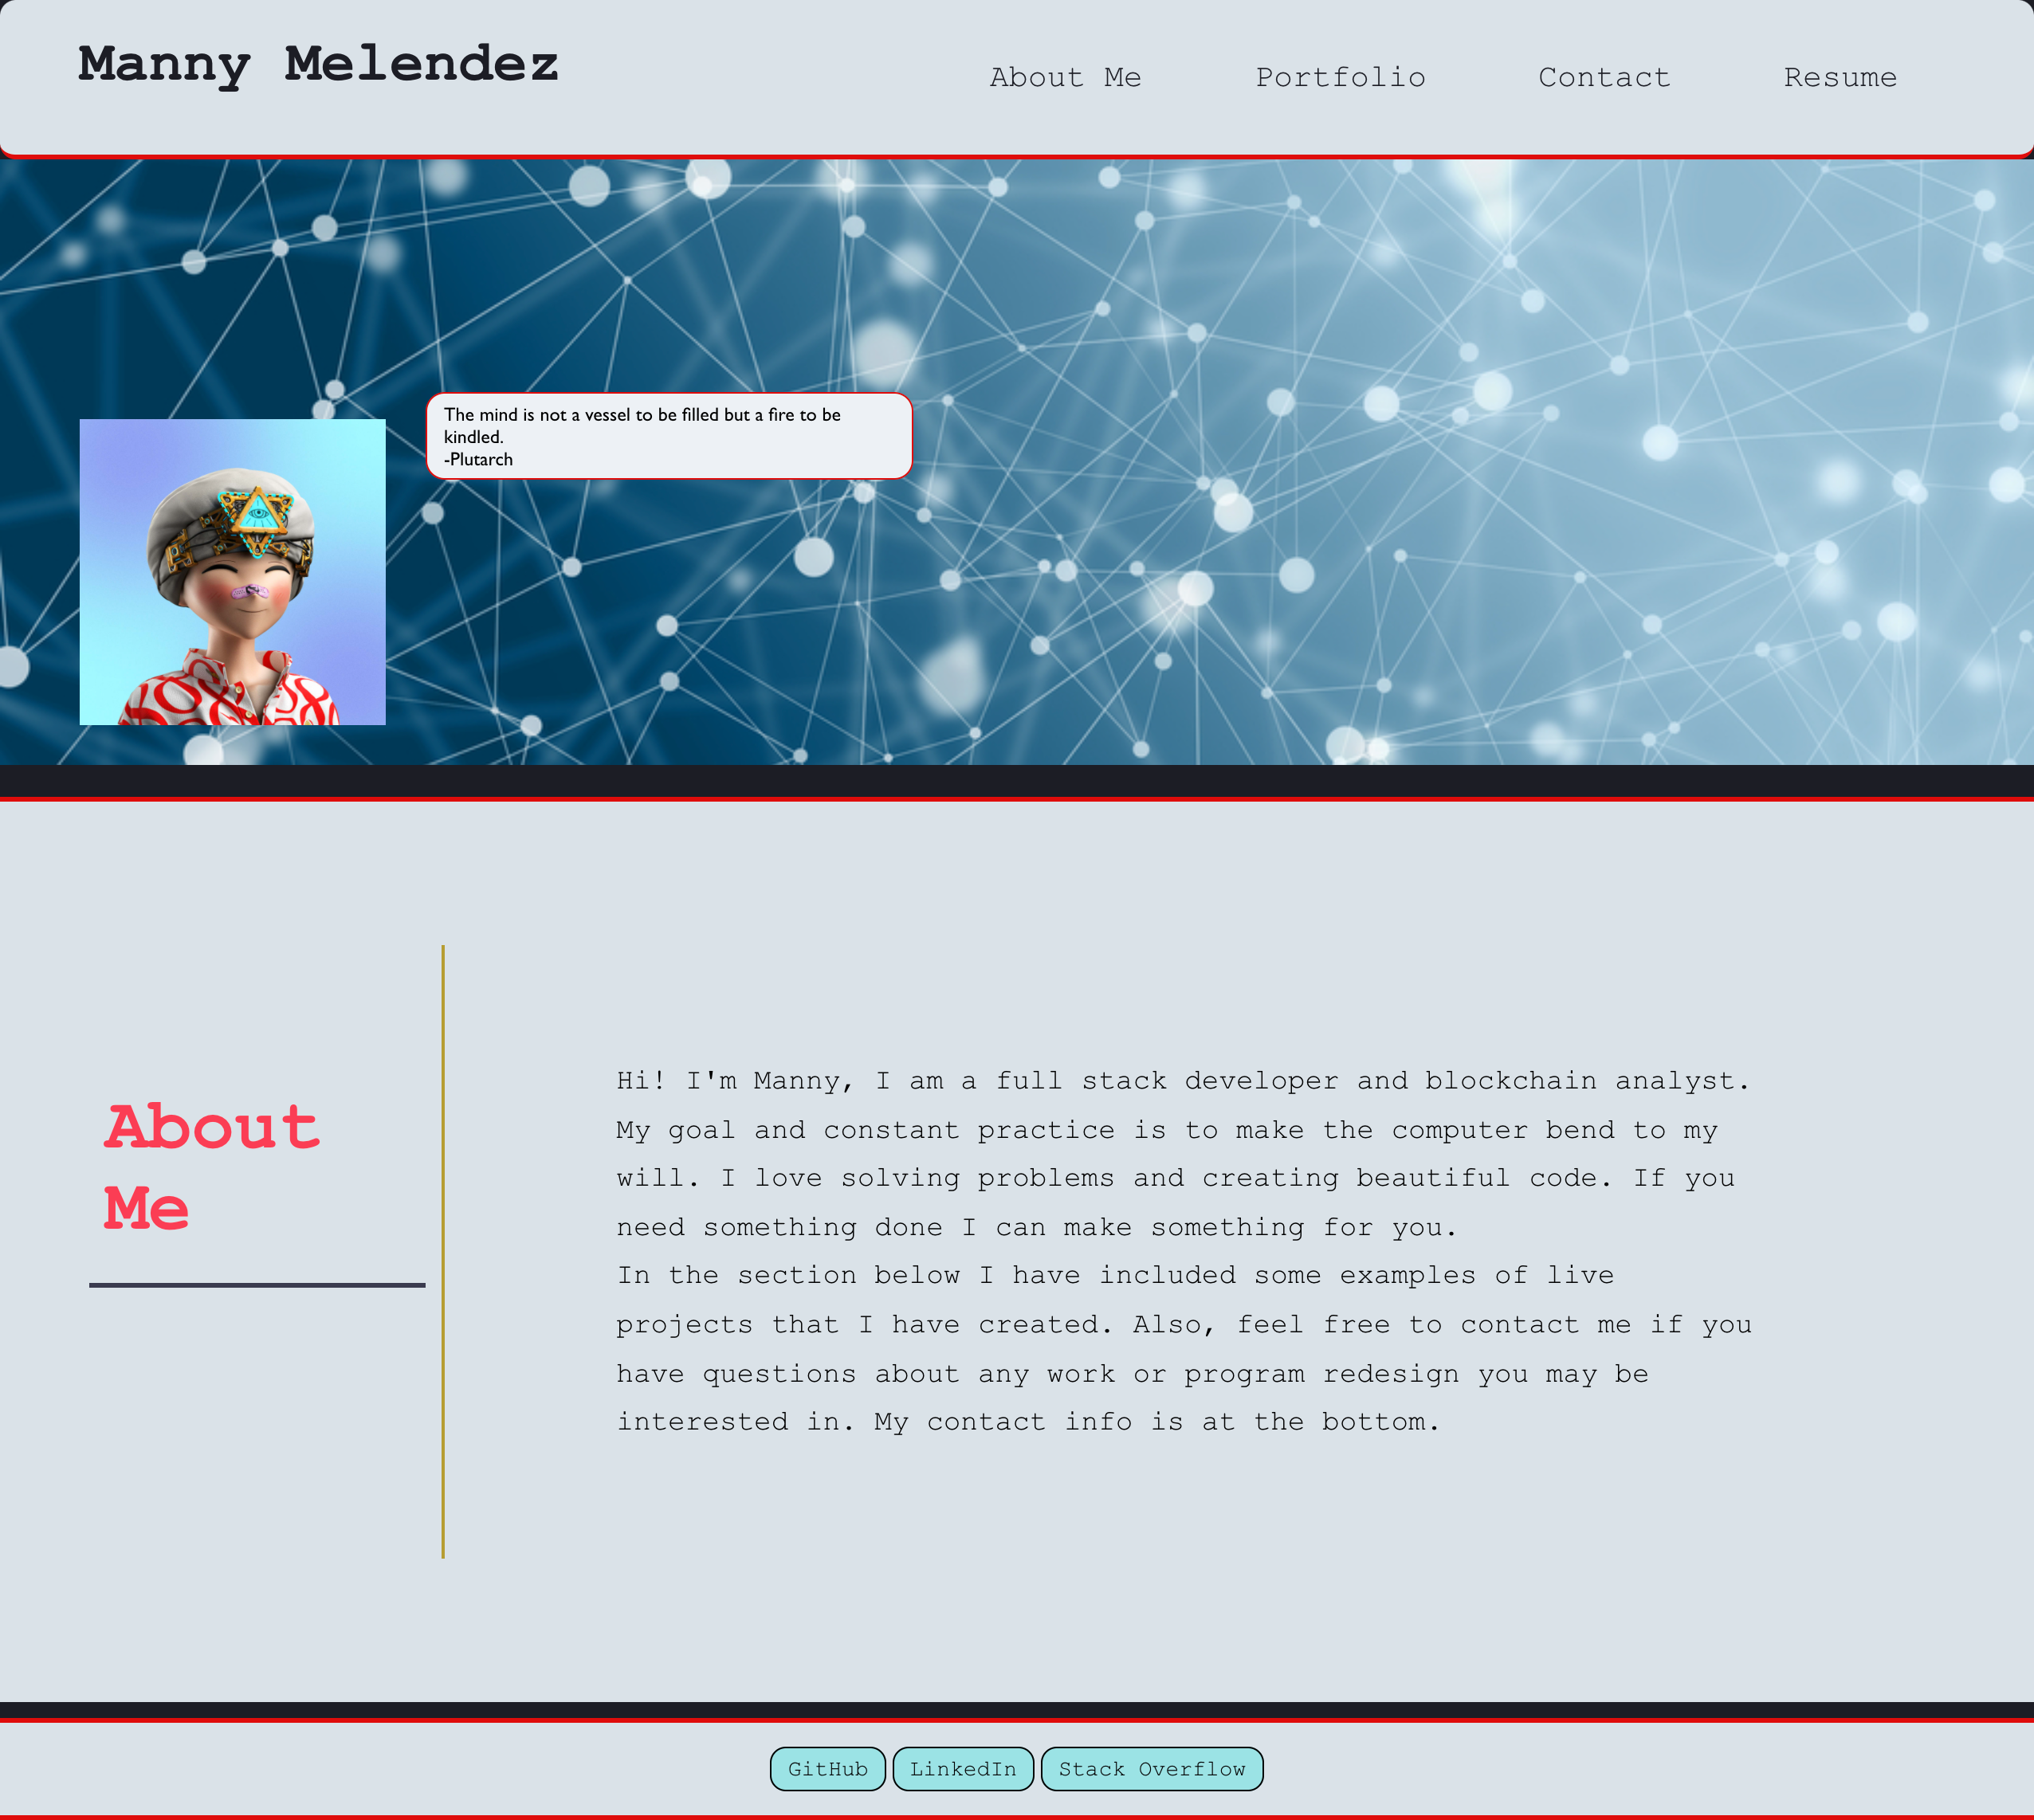 Manny Melendez
About Me
Portfolio
Contact
Resume
The mind is not a vessel to be filled but a fire to be
kindled.
-Plutarch
About
Me
Hi! I'm Manny, I am a full stack developer and blockchain analyst.
My goal and constant practice is to make the computer bend to my
will. I love solving problems and creating beautiful code. If you
need something done I can make something for you.
In the section below I have included some examples of live
projects that I have created. Also, feel free to contact me if you
have questions about any work or program redesign you may be
interested in. My contact info is at the bottom.
GitHub
LinkedIn
Stack Overflow